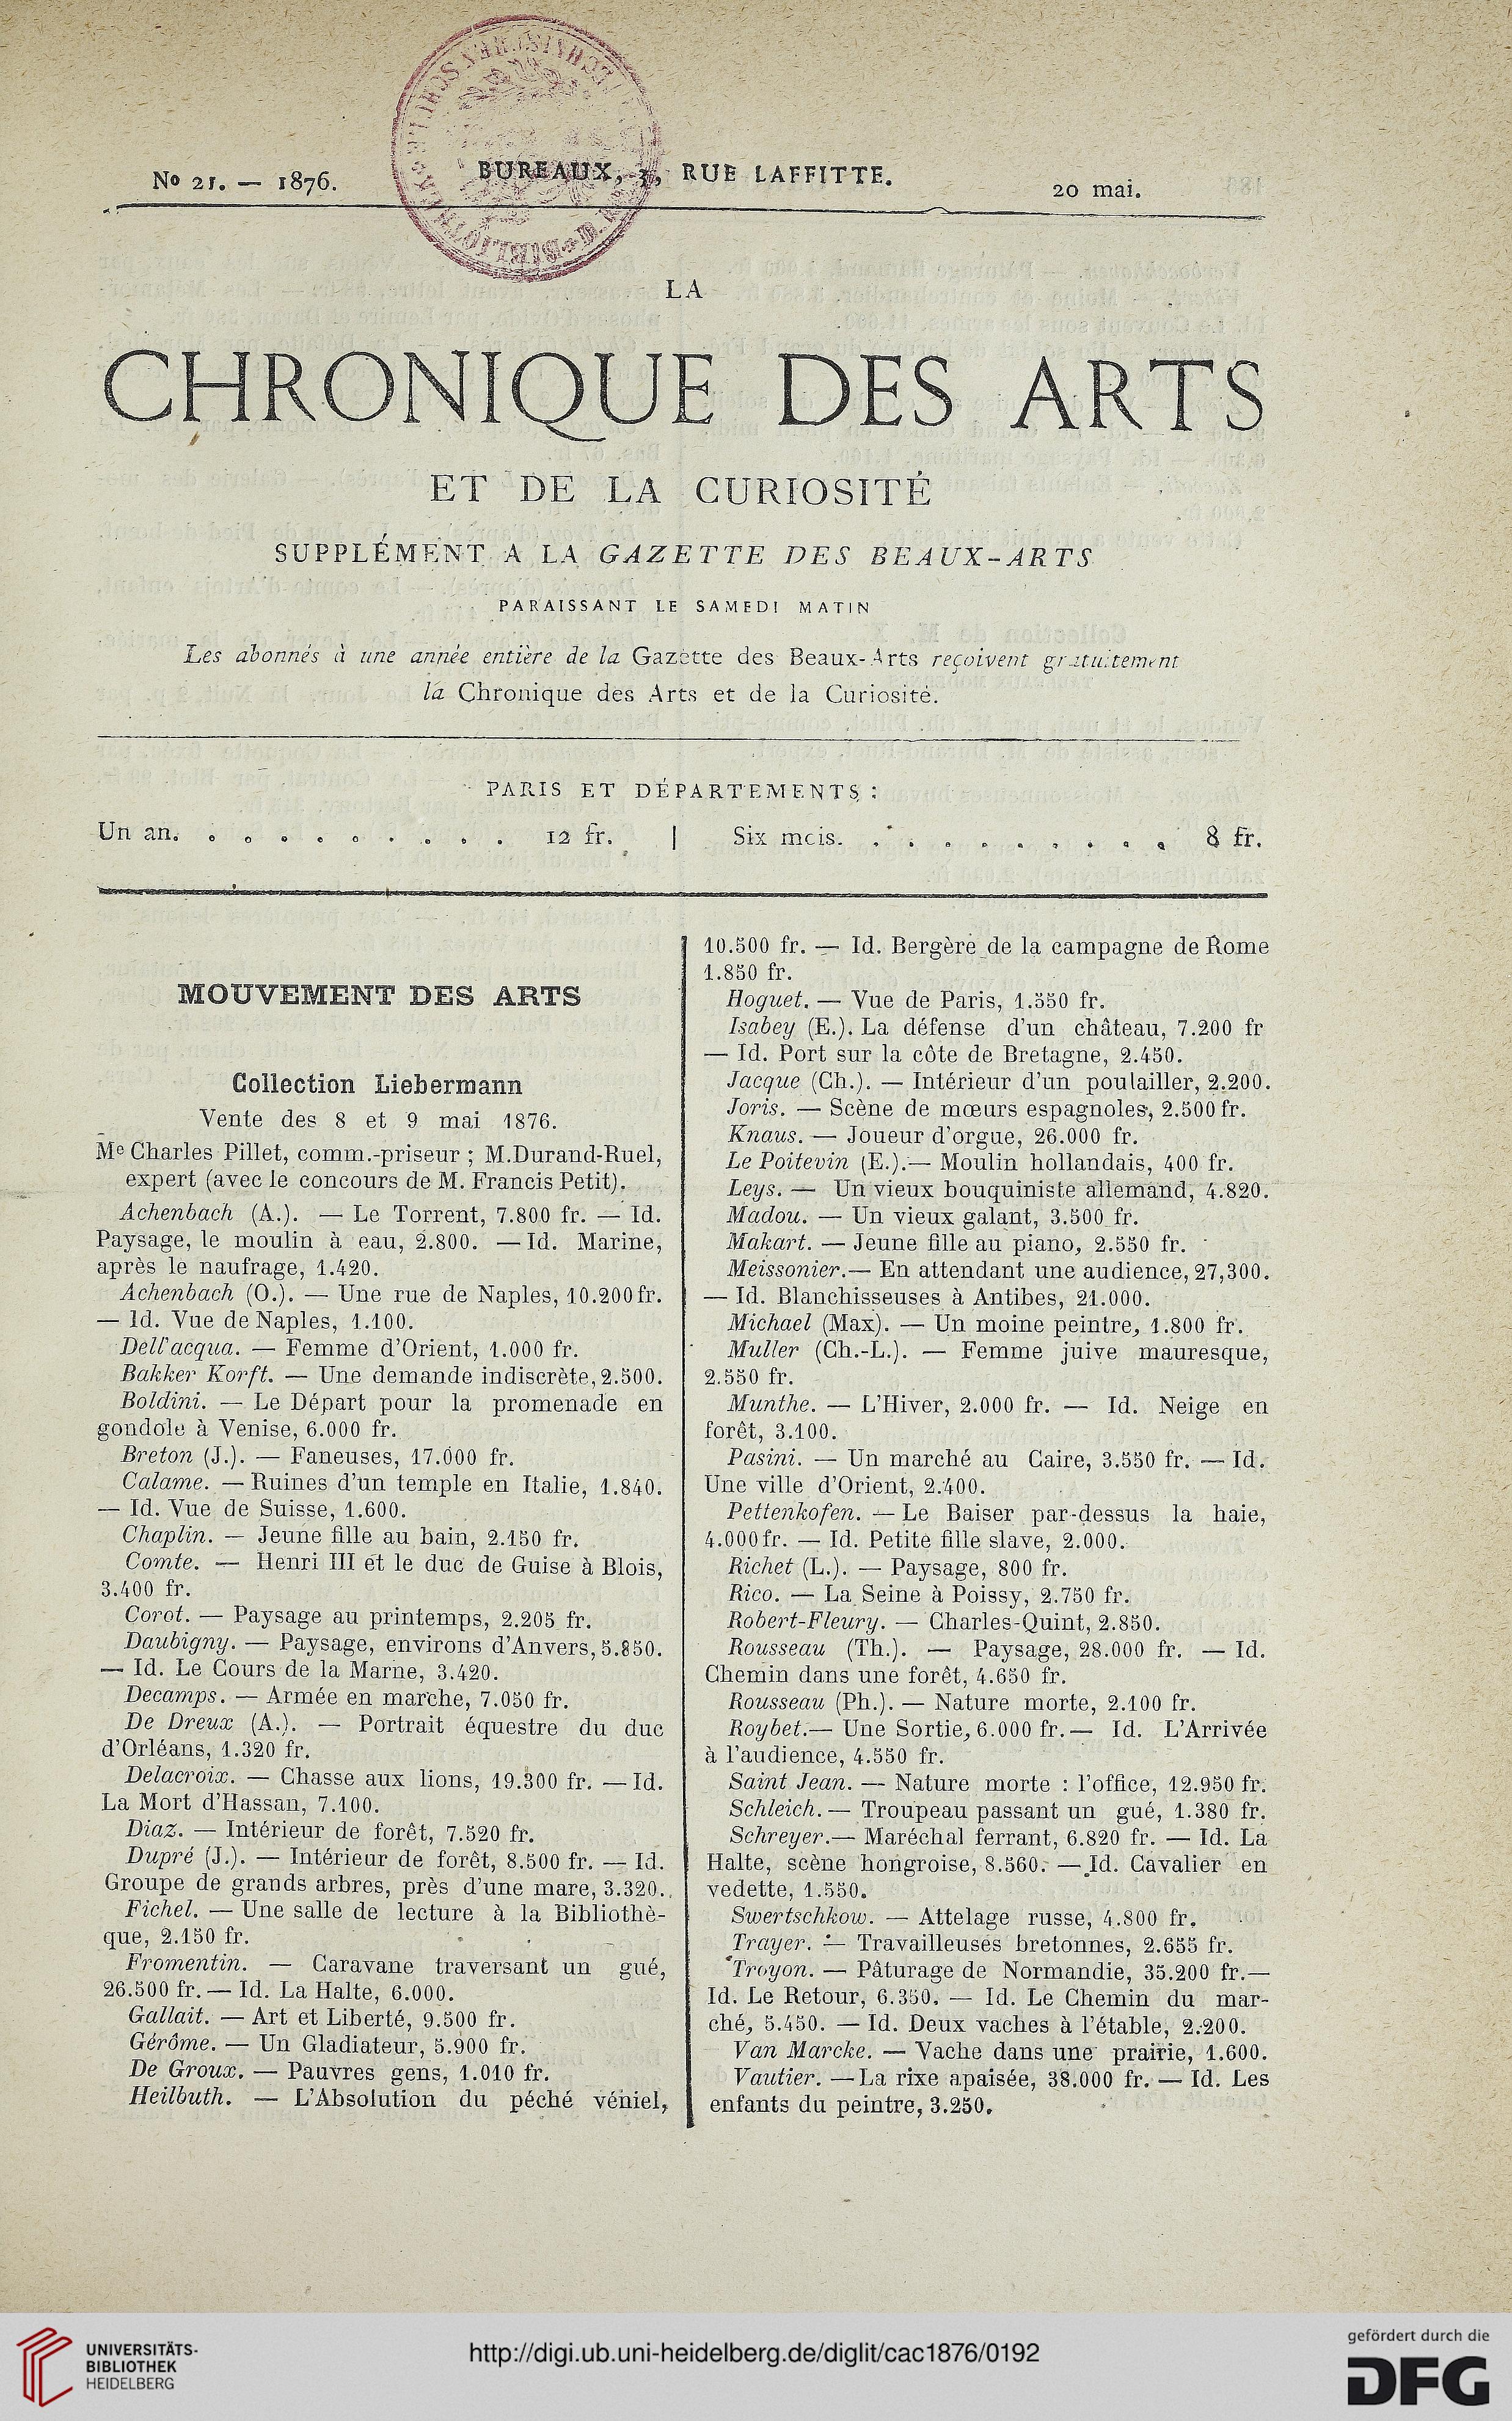 No 21. — 1876.
BUREAUX, 3, RUE LAFFITTE.
20 mai.
LA
CHRONIQUE DES ARTS
ET DE LA CURIOSITÉ
SUPPLÉMENT A LA GAZETTE DES BEAUX-ARTS
PARAISSANT LE SAMEDI MATIN
Les abonnés à une année entière de la Gazette des Beaux-Arts reçoivent gratuitement
la Chronique des Arts et de la Curiosité.
PARIS ET DÉPARTEMENTS :
Un an. . . . . . . . . . 12 fr. | Six mois. . . . . . . . . . 8 fr.
MOUVEMENT DES ARTS
Collection Liebermann
Vente des 8 et 9 mai 1876.
Me Charles Pillet, comm.-priseur ; M. Durand-Ruel,
expert (avec le concours de M. Francis Petit).
Achenbach (A.). — Le Torrent, 7.800 fr. — Id.
Paysage, le moulin à eau, 2.800. — Id. Marine,
après le naufrage, 1.420.
Achenbach (O.). — Une rue de Naples, 10.200 fr.
— Id. Vue de Naples, 1.100.
Dell'acqua. — Femme d'Orient, 1.000 fr.
Bakker Korft. — Une demande indiscrète, 2.500.
Boldini. — Le Départ pour la promenade en
gondole à Venise, 6.000 fr.
Breton (J.). — Faneuses, 17.000 fr.
Calame. — Ruines d'un temple en Italie, 1.840.
— Id. Vue de Suisse, 1.600.
Chaplin. — Jeune fille au bain, 2.150 fr.
Comte. — Henri III et le duc de Guise à Blois,
3.400 fr.
Corot. — Paysage au printemps, 2.205 fr.
Daubigny. — Paysage, environs d'Anvers, 5.850.
— Id. Le Cours de la Marne, 3.420.
Decamps. — Armée en marche, 7.050 fr.
De Dreux (A.). — Portrait équestre du duc
d'Orléans, 1.320 fr.
Delacroix. — Chasse aux lions, 19.300 fr. — Id.
La Mort d'Hassan, 7.100.
Diaz. — Intérieur de forêt, 7.520 fr.
Dupré (J.). — Intérieur de forêt, 8.500 fr. — Id.
Groupe de grands arbres, près d'une mare, 3.320.
Fichel. — Une salle de lecture à la Bibliothè-
que, 2.150 fr.
Fromentin. — Caravane traversant un gué,
26.500 fr. — Id. La Halte, 6.000.
Gallait. — Art et Liberté, 9.500 fr.
Gérôme. — Un Gladiateur, 5.900 fr.
De Groux. — Pauvres gens, 1.010 fr.
Heilbuth. — L'Absolution du péché véniel,
10.500 fr. — Id. Bergère de la campagne de Rome
1.850 fr.
Hoguet. — Vue de Paris, 1.550 fr.
Isabey (E.). La défense d'un château, 7.200 fr
— Id. Port sur la côte de Bretagne, 2.450.
Jacque (Ch.). — Intérieur d'un poulailler, 2.200.
Joris. — Scène de mœurs espagnoles, 2.500 fr.
Knaus. — Joueur d'orgue, 26.000 fr.
Le Poitevin (E.). — Moulin hollandais, 400 fr.
Leys. — Un vieux bouquiniste allemand, 4.820.
Madou. — Un vieux galant, 3.500 fr.
Makart. — Jeune fille au piano, 2.550 fr.
Meissonier. — En attendant une audience, 27,300.
— Id. Blanchisseuses à Antibes, 21.000.
Michael (Max). — Un moine peintre, 1.800 fr.
Muller (Ch.-L.). — Femme juive mauresque,
2.550 fr.
Munthe. — L'Hiver, 2.000 fr. — Id. Neige en
forêt, 3.100.
Pasini. — Un marché au Caire, 3.550 fr. — Id.
Une ville d'Orient, 2.400.
Pettenkofen. — Le Baiser par-dessus la haie,
4.000 fr. — Id. Petite fille slave, 2.000.
Richet (L.). — Paysage, 800 fr.
Rico. — La Seine à Poissy, 2.750 fr.
Robert-Fleury. — Charles-Quint, 2.850.
Rousseau (Th.). — Paysage, 28.000 fr. — Id.
Chemin dans une forêt, 4.650 fr.
Rousseau (Ph.). — Nature morte, 2.100 fr.
Roybet. — Une Sortie, 6.000 fr. — Id. L'Arrivée
à l'audience, 4.550 fr.
Saint Jean. — Nature morte : l'office, 12.950 fr.
Schleich. — Troupeau passant un gué, 1.380 fr.
Schreyer. — Maréchal ferrant, 6.820 fr. — Id. La
Halte, scène hongroise, 8.560. — Id. Cavalier en
vedette, 1.550.
Swertschkow. — Attelage russe, 4.800 fr.
Trayer. — Travailleuses bretonnes, 2.655 fr.
Troyon. — Pâturage de Normandie, 35.200 fr. —
Id. Le Retour, 6.350. — Id. Le Chemin du mar-
ché, 5.450. — Id. Deux vaches à l'étable, 2.200.
Van Marcke. — Vache dans une prairie, 1.600.
Vautier. — La rixe apaisée, 38.000 fr. — Id. Les
enfants du peintre, 3.250.
UNIVERSITÄTS-
BIBLIOTHEK
HEIDELBERG
http://digi.ub.uni-heidelberg.de/diglit/cac1876/0192
gefördert durch die
DFG